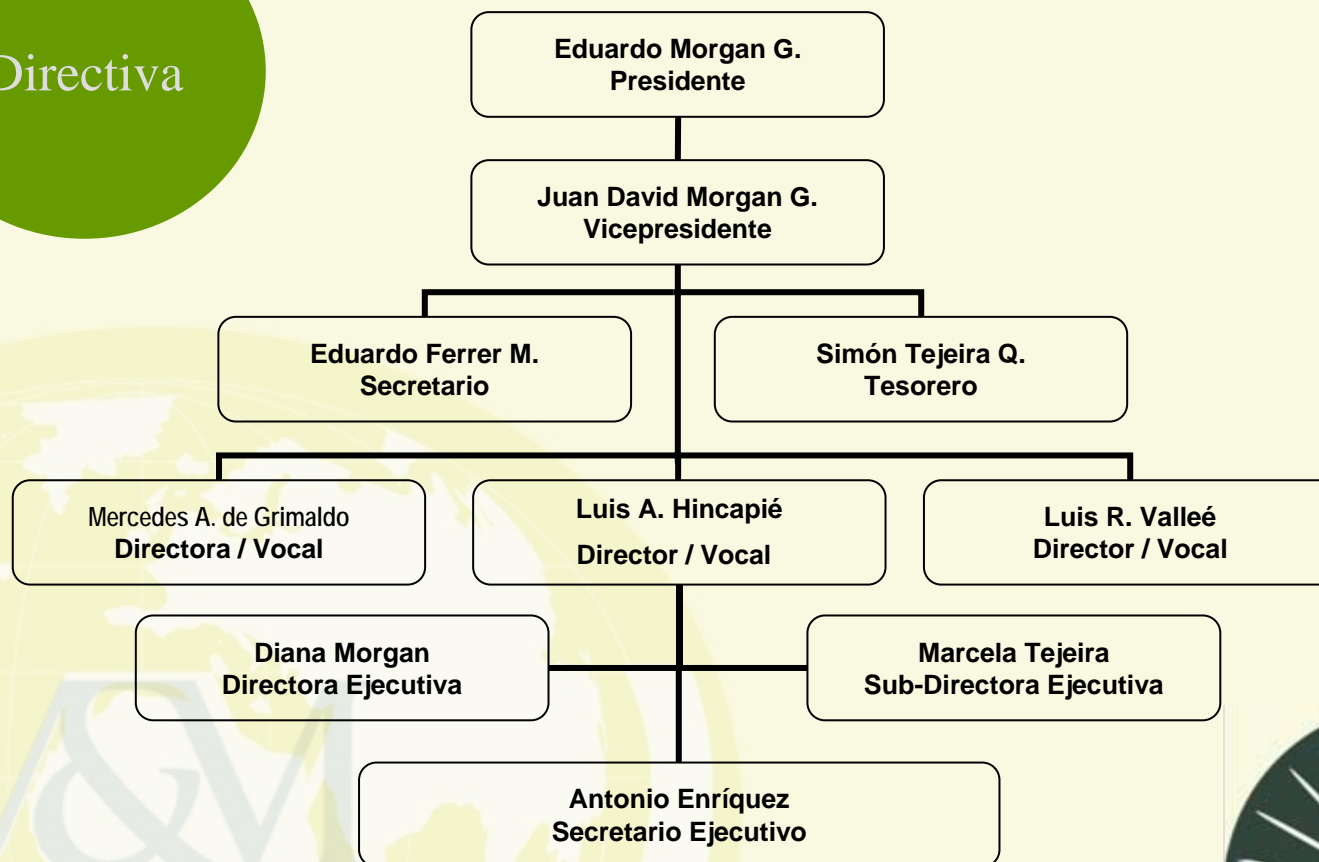 Directiva
Eduardo Morgan G.
Presidente
Juan David Morgan G.
Vicepresidente
Eduardo Ferrer M.
Secretario
Simón Tejeira Q.
Tesorero
Mercedes A. de Grimaldo
Directora / Vocal
Luis A. Hincapié
Director / Vocal
Luis R. Valleé
Director / Vocal
Diana Morgan
Directora Ejecutiva
Marcela Tejeira
Sub-Directora Ejecutiva
Antonio Enríquez
Secretario Ejecutivo